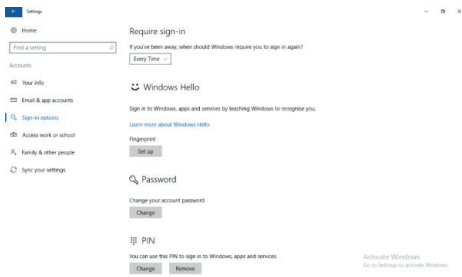 Settings
Home
Find a setting
Accounts
Your info
Email & app accounts
Sign-in options
Access work or school
Family & other people
Sync your settings
Require sign-in
If you've been away, when should Windows require you to sign in again?
Every Time
Windows Hello
Sign in to Windows, apps and services by teaching Windows to recognise you.
Learn more about Windows Hello
Fingerprint
Set up
Password
Change your account password
Change
PIN
You can use this PIN to sign in to Windows, apps and services.
Change Remove
Activate Windows
Go to Settings to activate Windows.